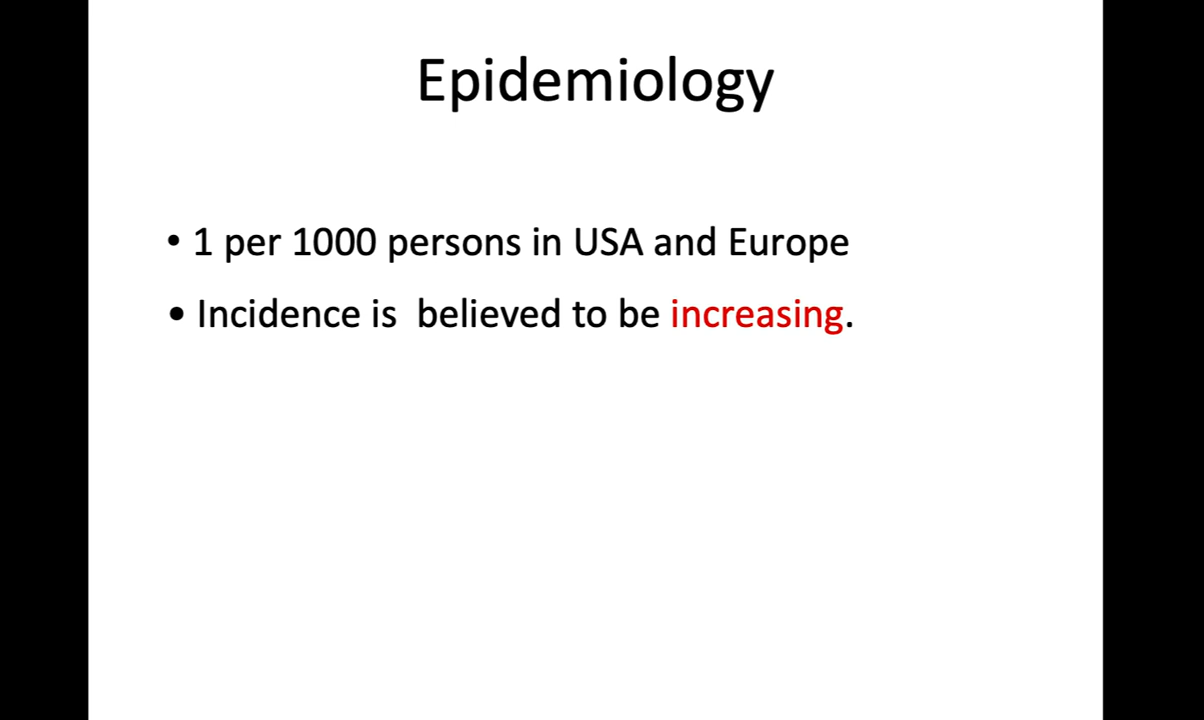 Epidemiology
• 1 per 1000 persons in USA and Europe
• Incidence is  believed to be increasing.